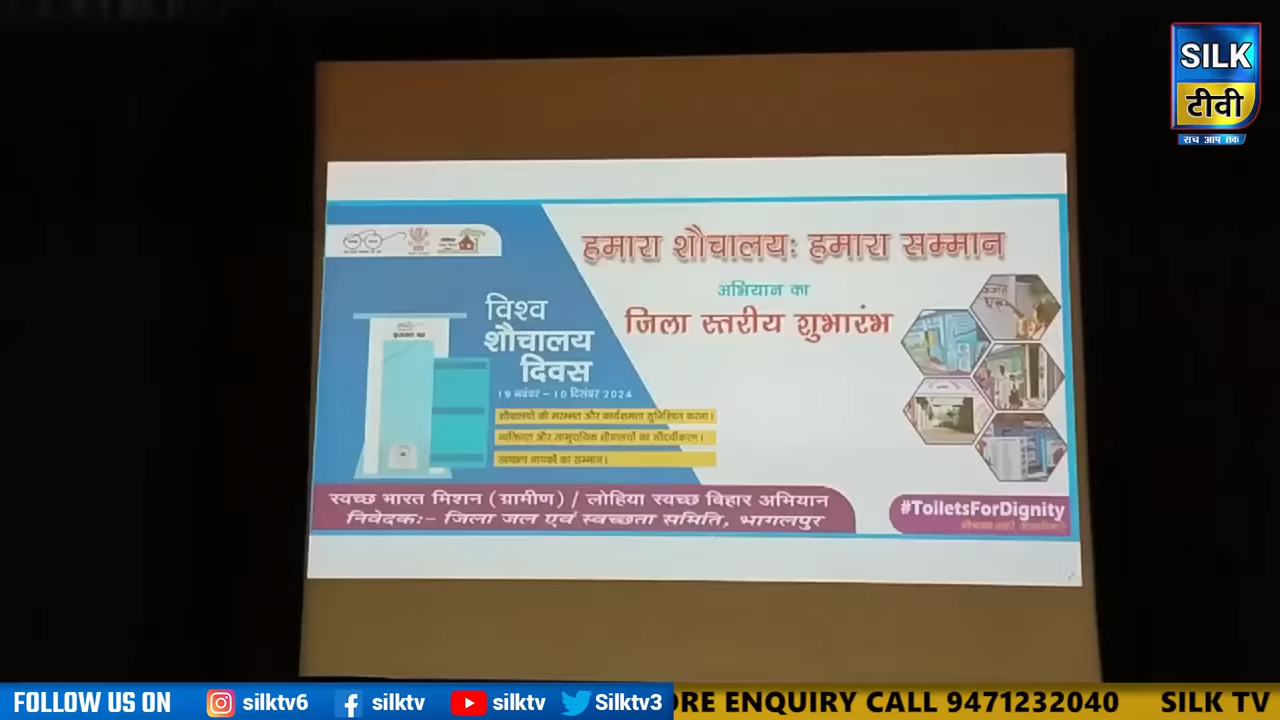 SILK
टीवी
सच आप तक
हमारा शौचालयः हमारा सम्मान
अभियान का
जिला स्तरीय शुभारंभ
विश्व
शौचालय
दिवस
19 नवंबर – 10 दिसंबर 2024
शौचालयों की मरम्मत और कार्यक्षमता सुनिश्चित करना।
व्यक्तिगत और सामुदायिक शौचालयों का सौंदर्यीकरण।
स्वच्छता नायकों का सम्मान।
स्वच्छ भारत मिशन (ग्रामीण) / लोहिया स्वच्छ बिहार अभियान
निवेदकः- जिला जल एवं स्वच्छता समिति, भागलपुर
#ToiletsForDignity
FOLLOW US ON silktv6 silktv silktv Silktv3 ORE ENQUIRY CALL 9471232040 SILK TV